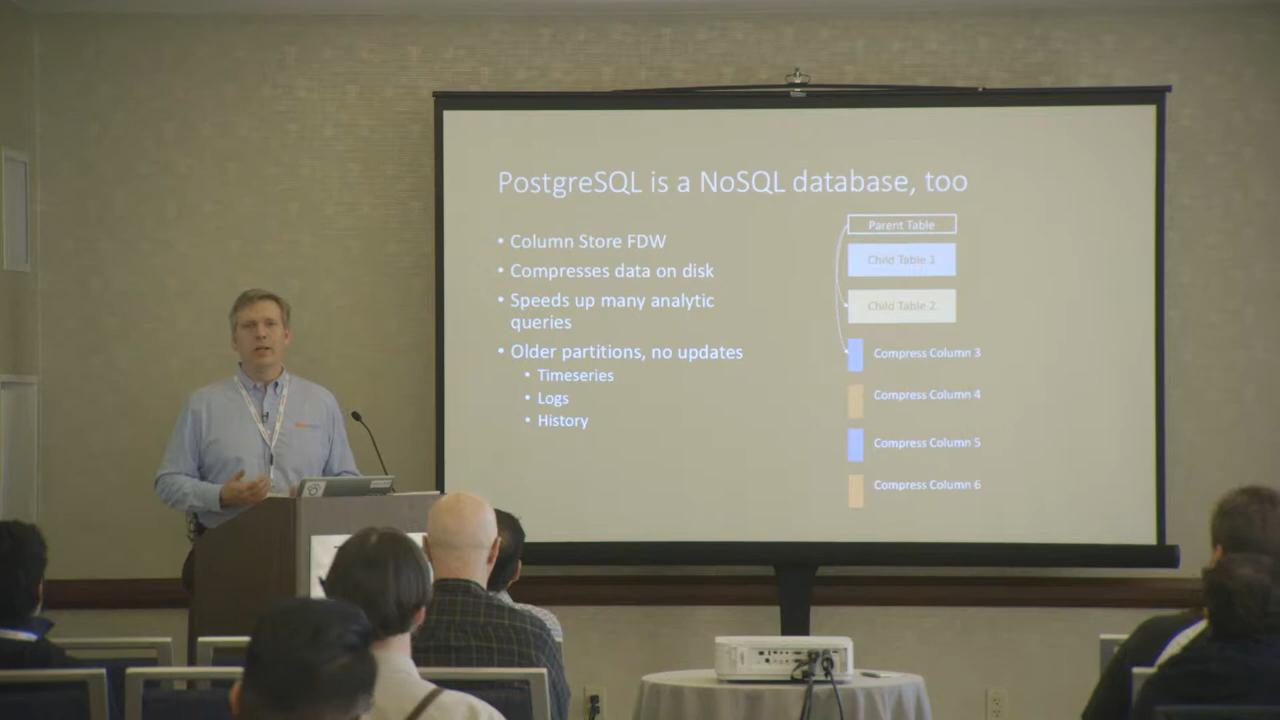 PostgreSQL is a NoSQL database, too
• Column Store FDW
• Compresses data on disk
• Speeds up many analytic
queries
• Older partitions, no updates
• Timeseries
• Logs
• History
Parent Table
Child Table 1
Child Table 2
Compress Column 3
Compress Column 4
Compress Column 5
Compress Column 6